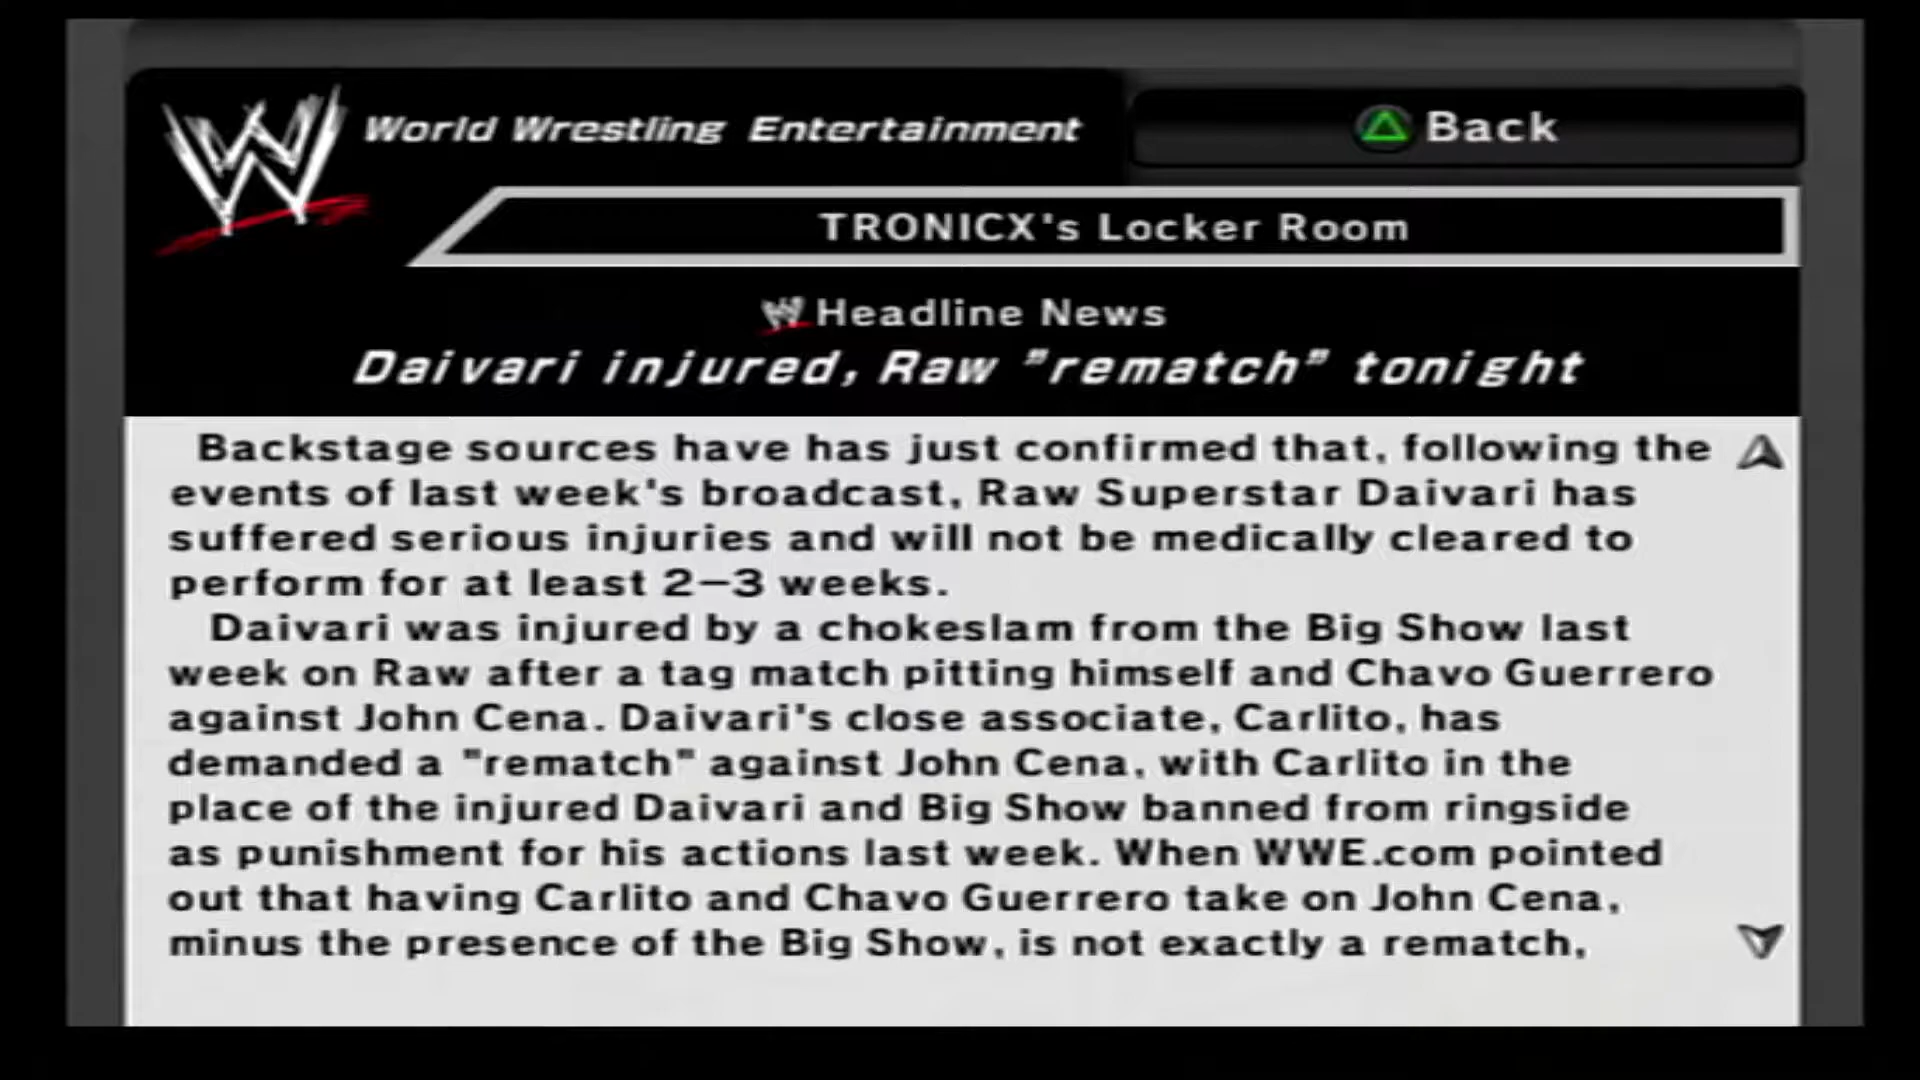 World Wrestling Entertainment
Back
TRONICX's Locker Room
Headline News
Daivari injured, Raw "rematch" tonight
Backstage sources have has just confirmed that, following the
events of last week's broadcast, Raw Superstar Daivari has
suffered serious injuries and will not be medically cleared to
perform for at least 2–3 weeks.
Daivari was injured by a chokeslam from the Big Show last
week on Raw after a tag match pitting himself and Chavo Guerrero
against John Cena. Daivari's close associate, Carlito, has
demanded a "rematch" against John Cena, with Carlito in the
place of the injured Daivari and Big Show banned from ringside
as punishment for his actions last week. When WWE.com pointed
out that having Carlito and Chavo Guerrero take on John Cena,
minus the presence of the Big Show, is not exactly a rematch,